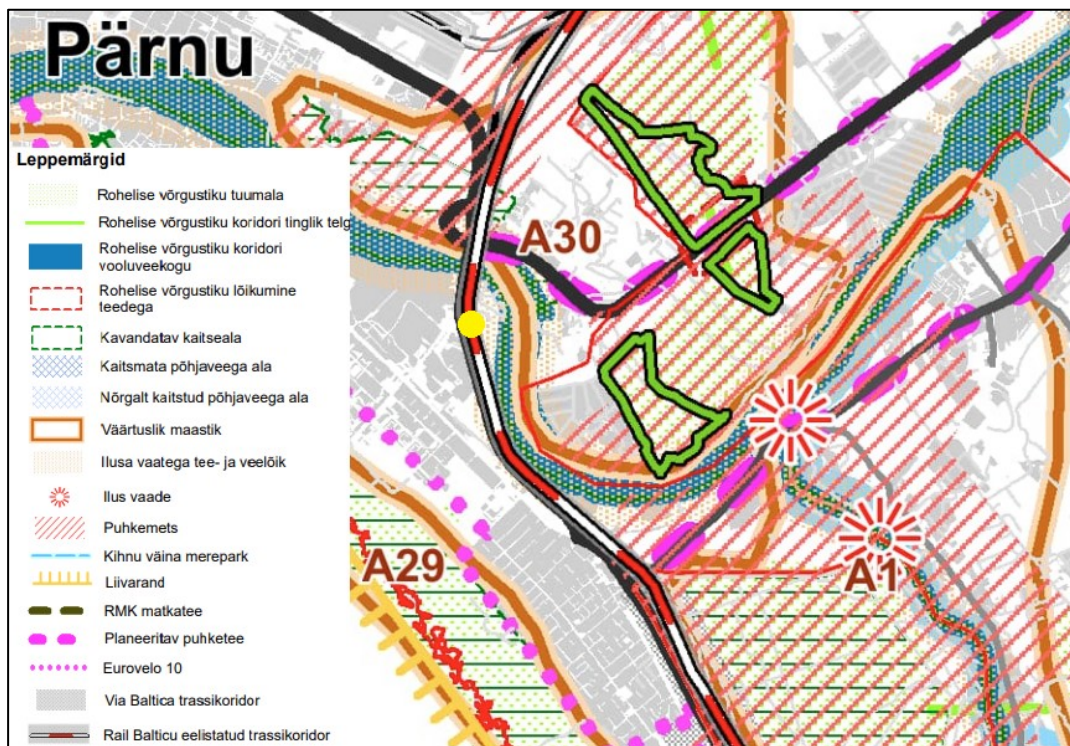 Pärnu
Leppemärgid
Rohelise võrgustiku tuumala
Rohelise võrgustiku koridori tinglik telg
Rohelise võrgustiku koridori
vooluveekogu
Rohelise võrgustiku lõikumine
teedega
Kavandatav kaitseala
Kaitsmata põhjaveega ala
Nõrgalt kaitstud põhjaveega ala
Väärtuslik maastik
Ilusa vaatega tee- ja veelõik
Ilus vaade
Puhkemets
Kihnu väina merepark
Liivarand
RMK matkatee
Planeeritav puhketee
Eurovelo 10
Via Baltica trassikoridor
Rail Balticu eelistatud trassikoridor
A30
A29
A1